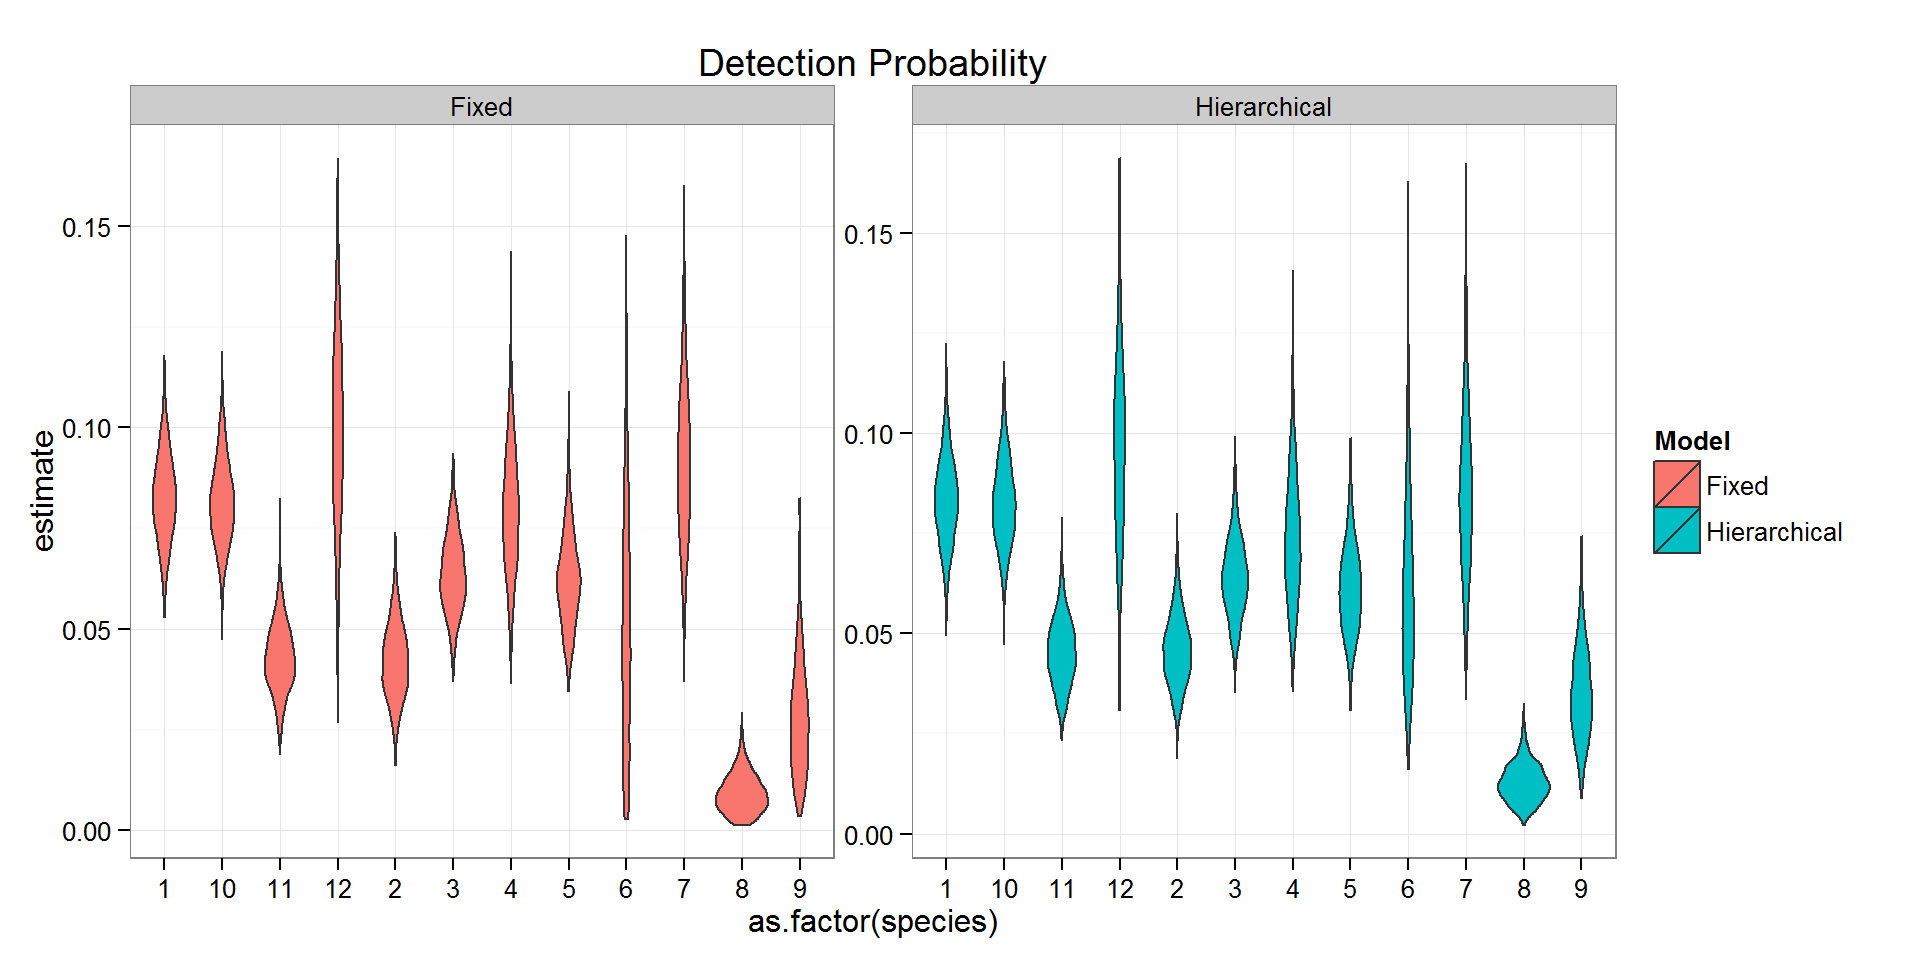 Detection Probability
Fixed
Hierarchical
estimate
0.15
0.10
0.05
0.00
0.15
0.10
0.05
0.00
1 10 11 12 2 3 4 5 6 7 8 9
1 10 11 12 2 3 4 5 6 7 8 9
as.factor(species)
Model
Fixed
Hierarchical